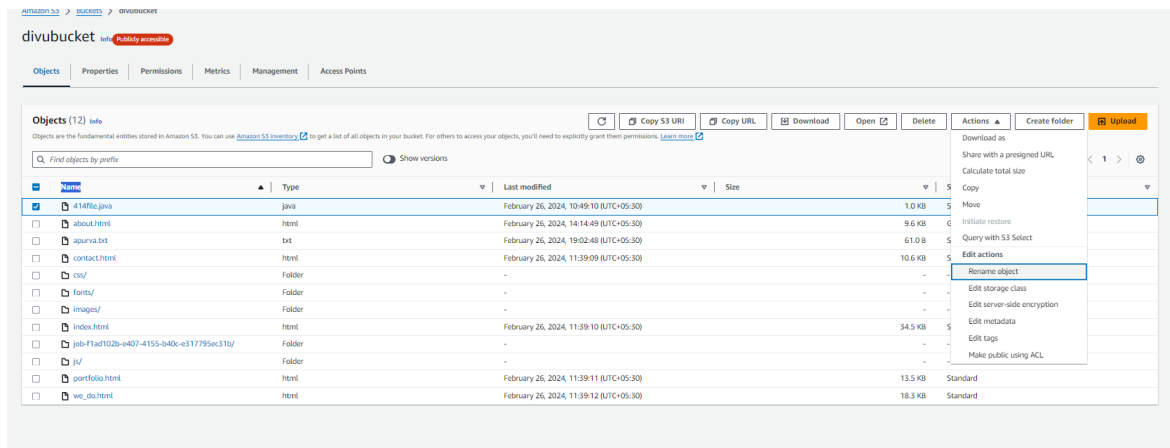 Amazon S3 > Buckets > divubucket
divubucket Info Publicly accessible
Objects Properties Permissions Metrics Management Access Points
Objects (12) Info
Copy S3 URI Copy URL Download Open Delete Actions Create folder Upload
Objects are the fundamental entities stored in Amazon S3. You can use Amazon S3 inventory to get a list of all objects in your bucket. For others to access your objects, you'll need to explicitly grant them permissions. Learn more
Find objects by prefix Show versions < 1 >
Name Type Last modified Size S
414file.java java February 26, 2024, 10:49:10 (UTC+05:30) 1.0 KB S
about.html html February 26, 2024, 14:14:49 (UTC+05:30) 9.6 KB G
apurva.txt txt February 26, 2024, 19:02:48 (UTC+05:30) 61.0 B S
contact.html html February 26, 2024, 11:39:09 (UTC+05:30) 10.6 KB S
css/ Folder - - -
fonts/ Folder - - -
images/ Folder - - -
index.html html February 26, 2024, 11:39:10 (UTC+05:30) 34.5 KB S
job-f1ad102b-e407-4155-b40c-e317795ec31b/ Folder - - -
js/ Folder - - -
portfolio.html html February 26, 2024, 11:39:11 (UTC+05:30) 13.5 KB Standard
we_do.html html February 26, 2024, 11:39:12 (UTC+05:30) 18.3 KB Standard
Download as
Share with a presigned URL
Calculate total size
Copy
Move
Initiate restore
Query with S3 Select
Edit actions
Rename object
Edit storage class
Edit server-side encryption
Edit metadata
Edit tags
Make public using ACL